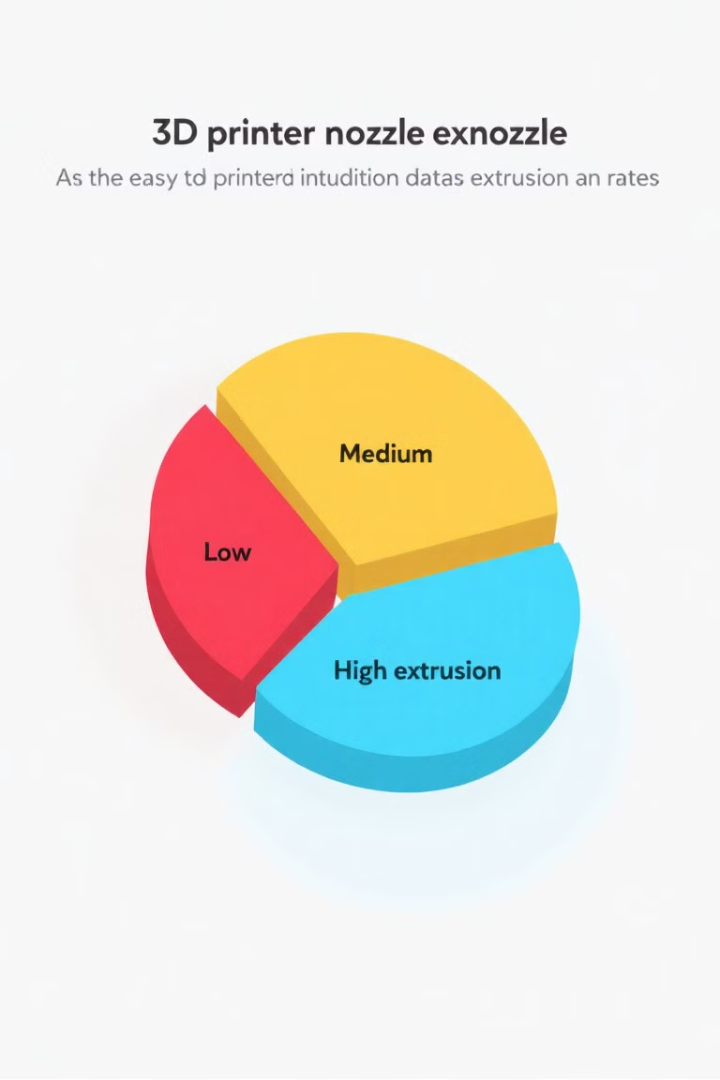 3D printer nozzle exnozzle
As the easy td printerd intudition datas extrusion an rates
Medium
Low
High extrusion